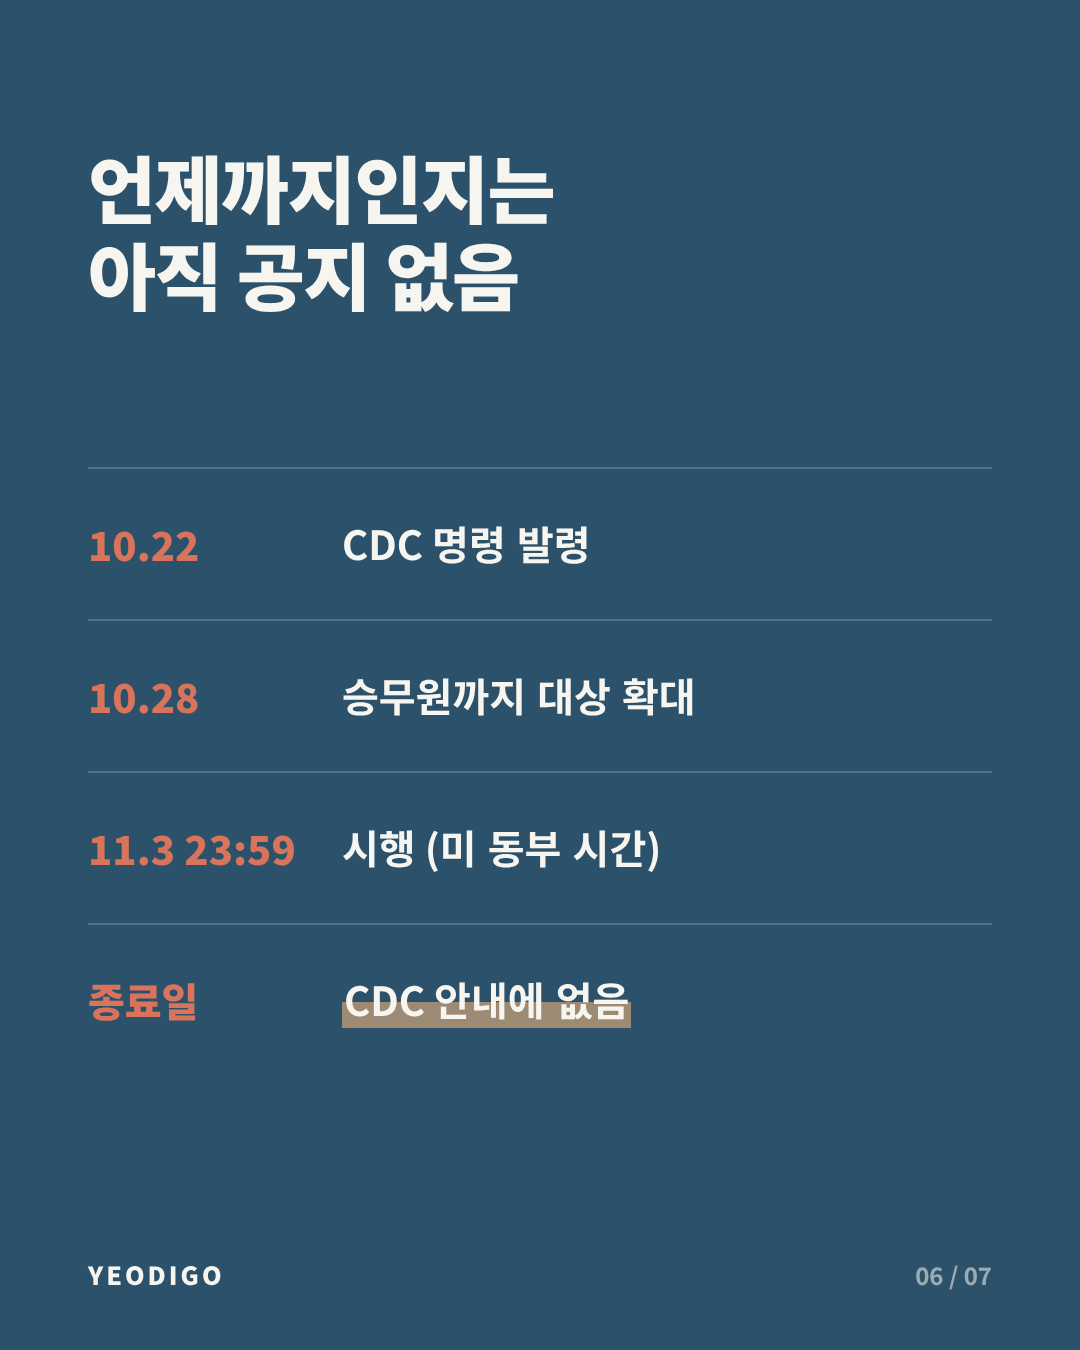 언제까지인지는
아직 공지 없음
10.22 CDC 명령 발령
10.28 승무원까지 대상 확대
11.3 23:59 시행 (미 동부 시간)
종료일 CDC 안내에 없음
YEODIGO 06 / 07